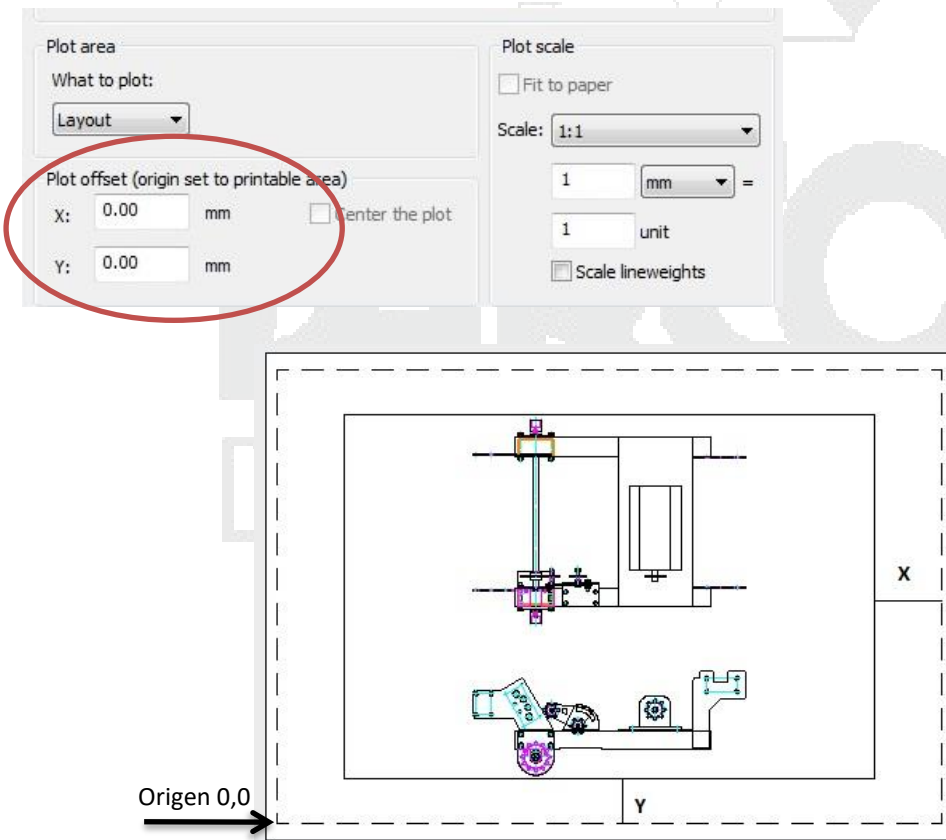 Plot area
What to plot:
Layout
Plot offset (origin set to printable area)
X: 0.00 mm
Center the plot
Y: 0.00 mm
Plot scale
Fit to paper
Scale: 1:1
1 mm =
1 unit
Scale lineweights
X
Y
Origen 0,0